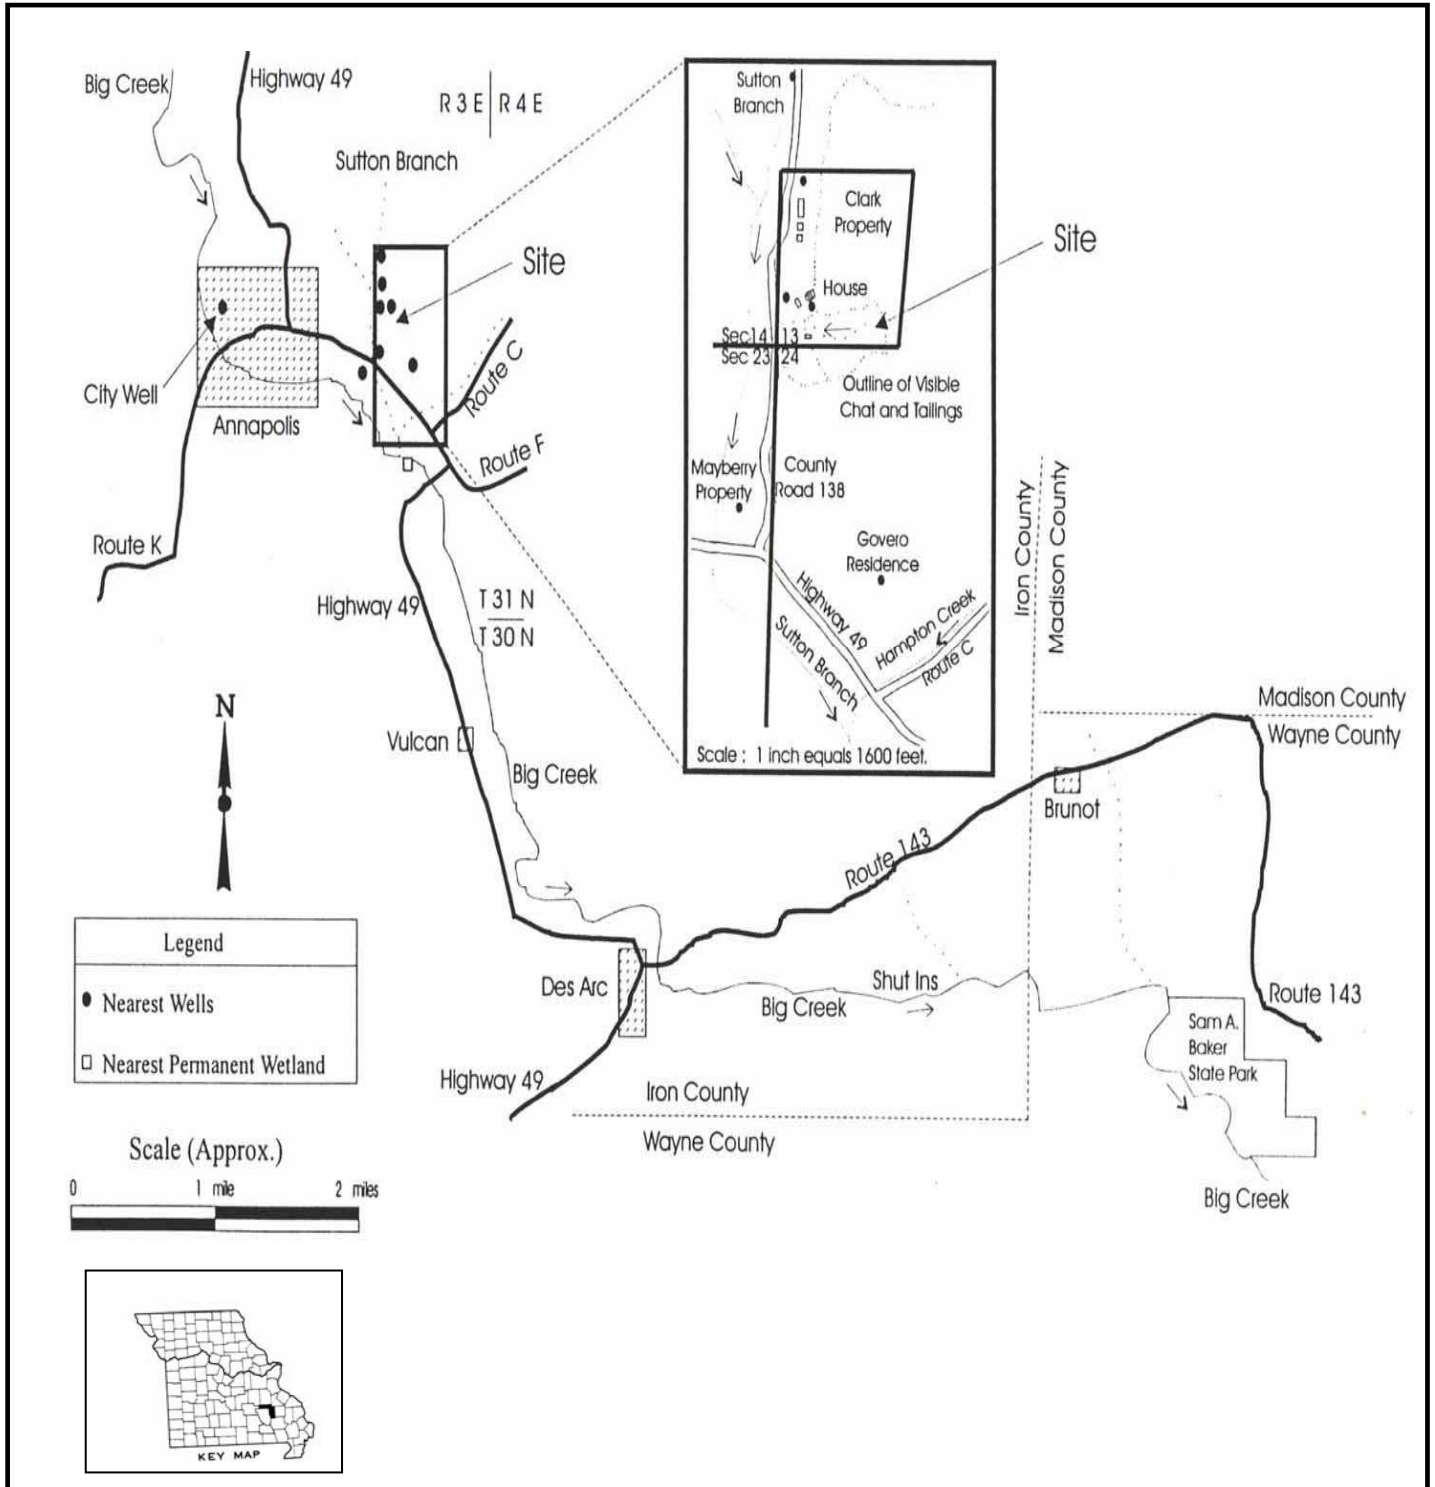 Big Creek
Highway 49
R 3 E R 4 E
Sutton Branch
Site
City Well
Annapolis
Route C
Route F
Route K
Highway 49
T 31 N
T 30 N
Vulcan
Big Creek
Sutton
Branch
Clark
Property
House
Site
Sec 14 13
Sec 23 24
Outline of Visible
Chat and Tailings
Mayberry
Property
County
Road 138
Govero
Residence
Highway 49
Hampton Creek
Sutton Branch
Route C
Scale : 1 inch equals 1600 feet.
Iron County
Madison County
Madison County
Wayne County
Brunot
Route 143
Des Arc
Shut Ins
Big Creek
Route 143
Sam A.
Baker
State Park
Highway 49
Iron County
Wayne County
Big Creek
N
Legend
Nearest Wells
Nearest Permanent Wetland
Scale (Approx.)
0 1 mile 2 miles
KEY MAP